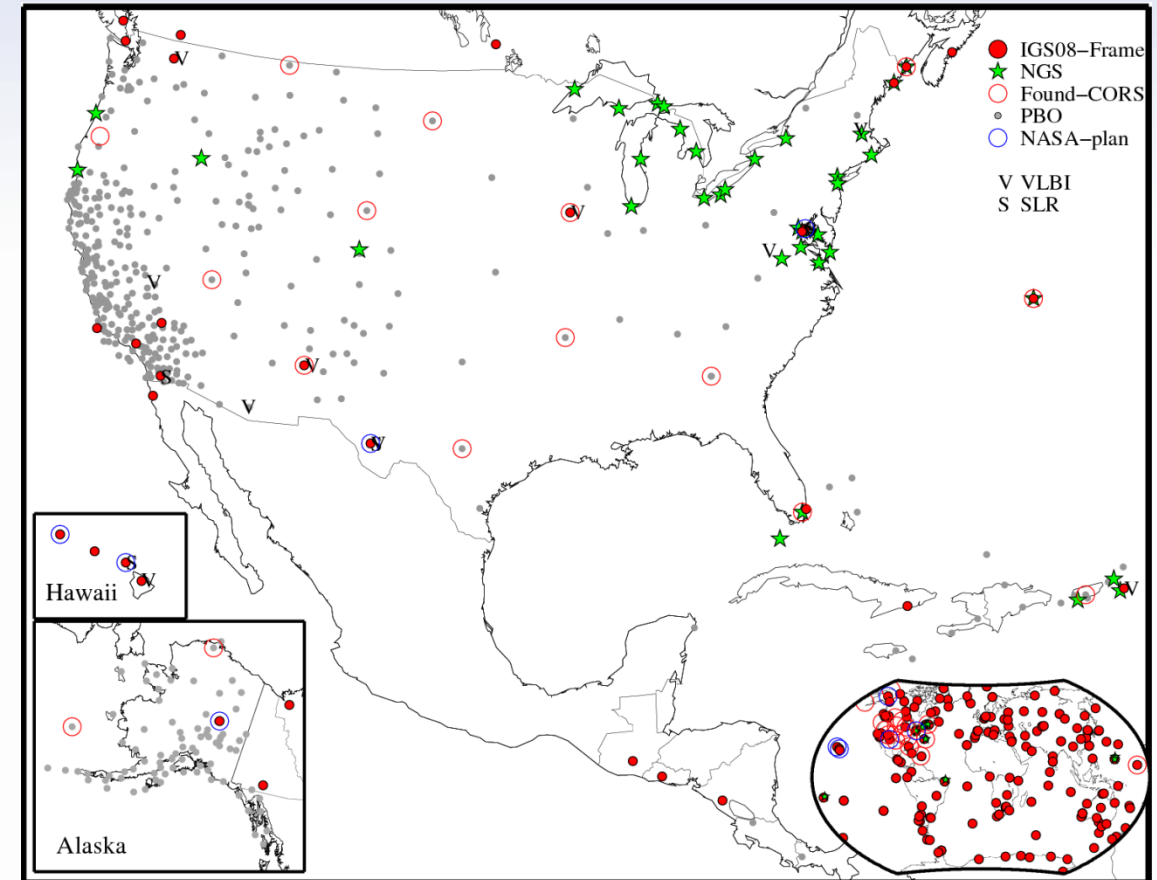 V
IGS08−Frame
NGS
Found−CORS
PBO
NASA−plan
V VLBI
S SLR
V
V
V
V
V
S
V
S
S
V
Hawaii
V
Alaska